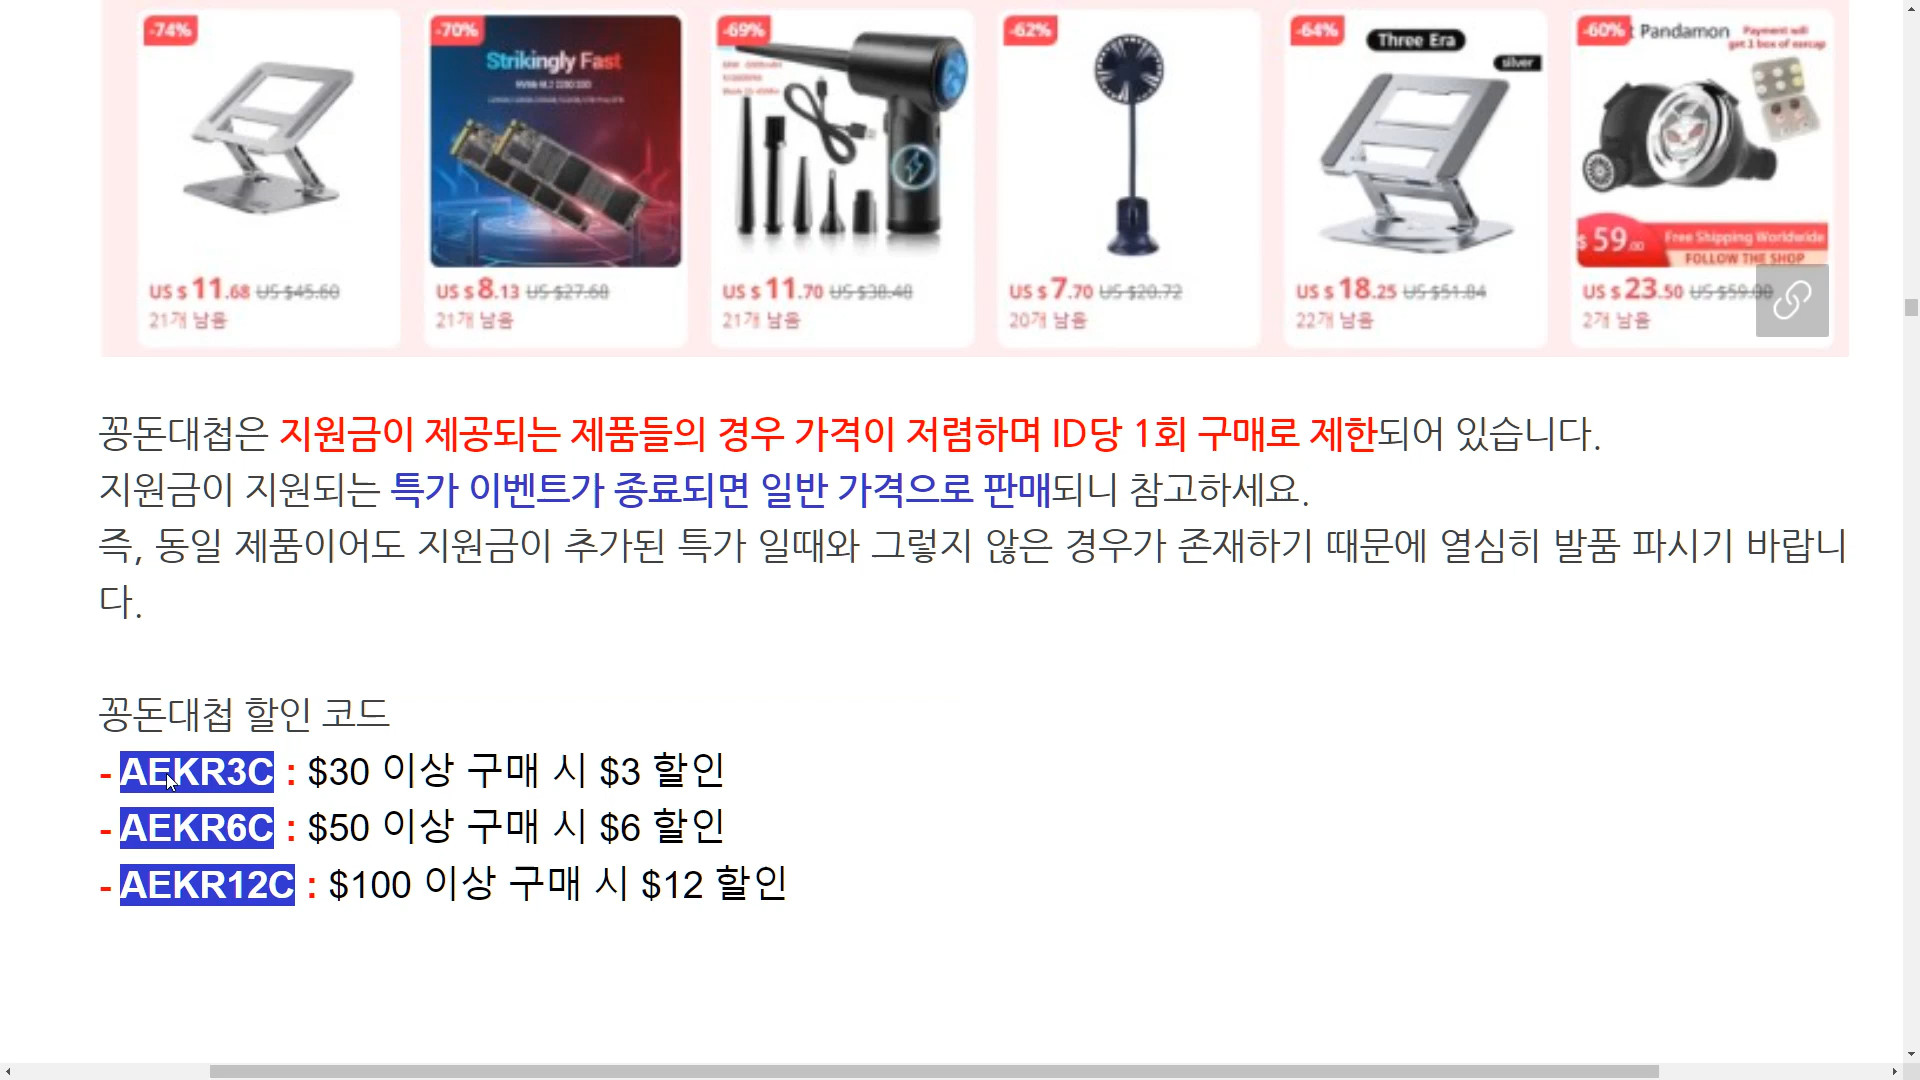 -74%
-70%
-69%
-62%
-64%
-60%
Strikingly Fast
Three Era
silver
t Pandamon
Payment will
get 1 box of earcap
$ 59.00
Free Shipping Worldwide
FOLLOW THE SHOP
US $ 11.68 US $45.60
21개 남음
US $ 8.13 US $27.68
21개 남음
US $ 11.70 US $38.48
21개 남음
US $ 7.70 US $20.72
20개 남음
US $ 18.25 US $51.84
22개 남음
US $ 23.50 US $59.00
2개 남음
꽁돈대첩은 지원금이 제공되는 제품들의 경우 가격이 저렴하며 ID당 1회 구매로 제한되어 있습니다.
지원금이 지원되는 특가 이벤트가 종료되면 일반 가격으로 판매되니 참고하세요.
즉, 동일 제품이어도 지원금이 추가된 특가 일때와 그렇지 않은 경우가 존재하기 때문에 열심히 발품 파시기 바랍니
다.
꽁돈대첩 할인 코드
- AEKR3C : $30 이상 구매 시 $3 할인
- AEKR6C : $50 이상 구매 시 $6 할인
- AEKR12C : $100 이상 구매 시 $12 할인